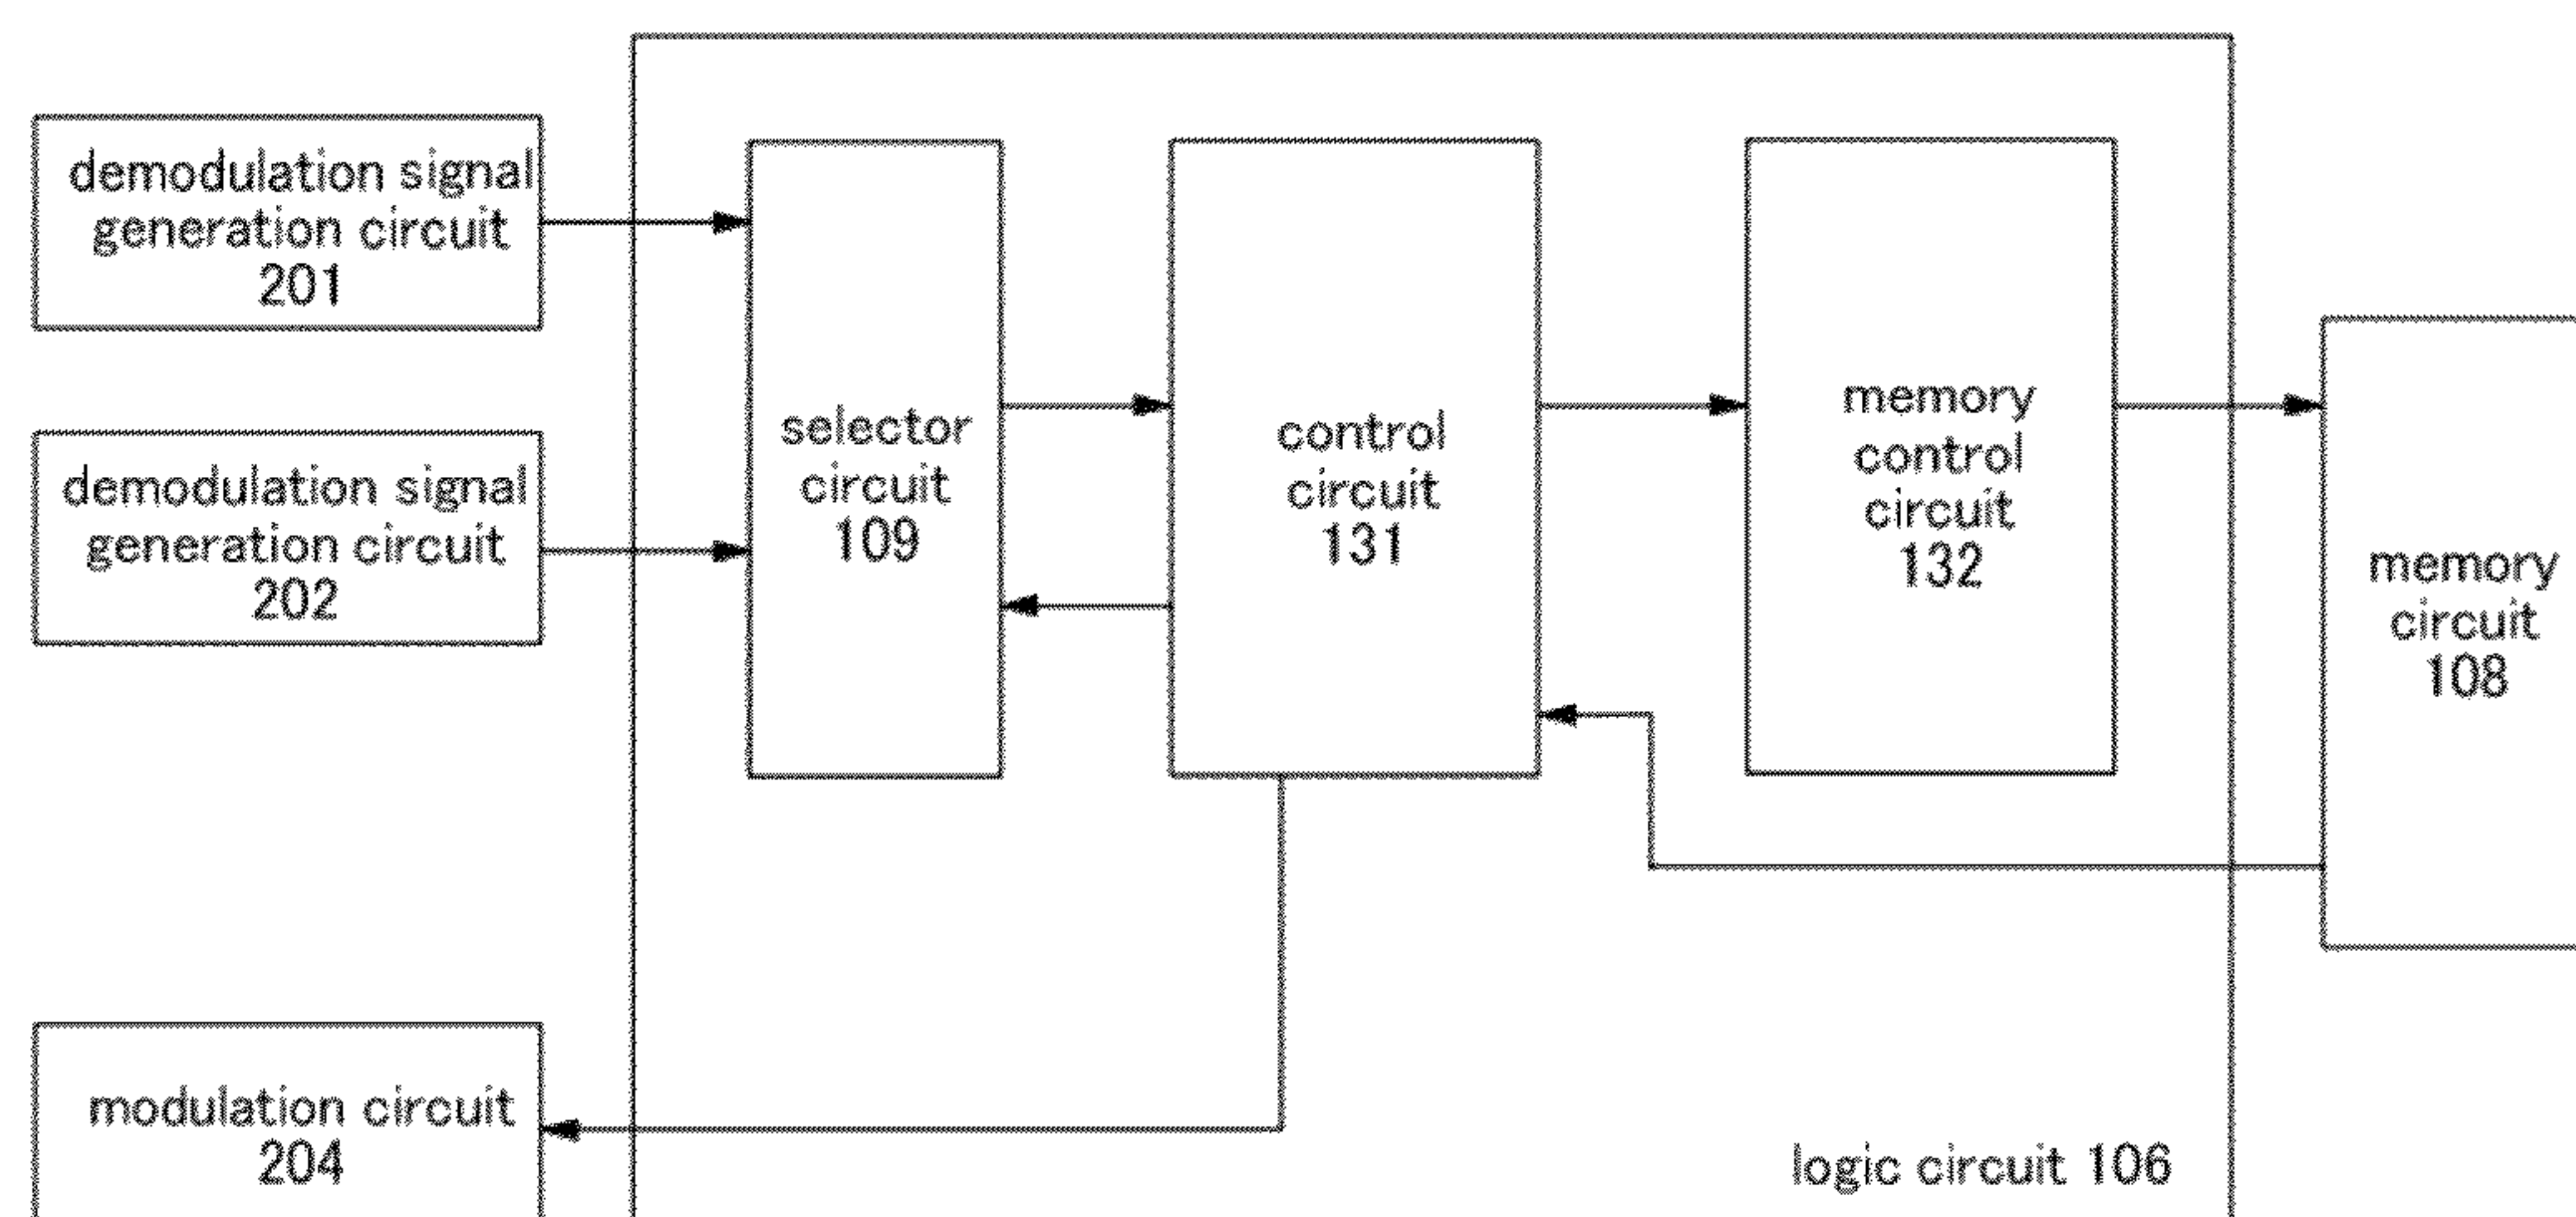 demodulation signal
generation circuit
201
demodulation signal
generation circuit
202
selector
circuit
109
control
circuit
131
memory
control
circuit
132
memory
circuit
108
modulation circuit
204
logic circuit 106